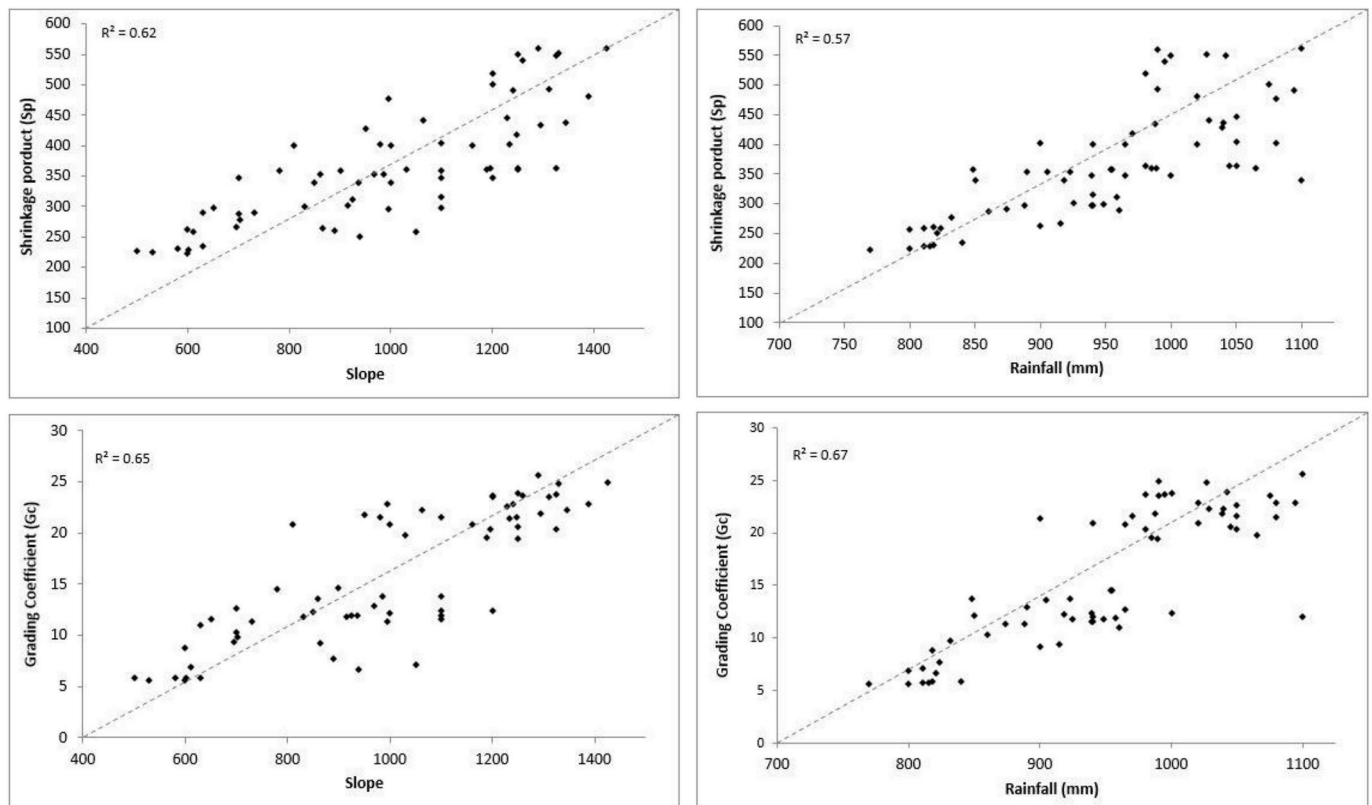 R² = 0.62
Shrinkage porduct (Sp)
600
550
500
450
400
350
300
250
200
150
100
400 600 800 1000 1200 1400
Slope
R² = 0.57
Shrinkage porduct (Sp)
600
550
500
450
400
350
300
250
200
150
100
700 750 800 850 900 950 1000 1050 1100
Rainfall (mm)
R² = 0.65
Grading Coefficient (Gc)
30
25
20
15
10
5
0
400 600 800 1000 1200 1400
Slope
R² = 0.67
Grading Coefficient (Gc)
30
25
20
15
10
5
0
700 800 900 1000 1100
Rainfall (mm)